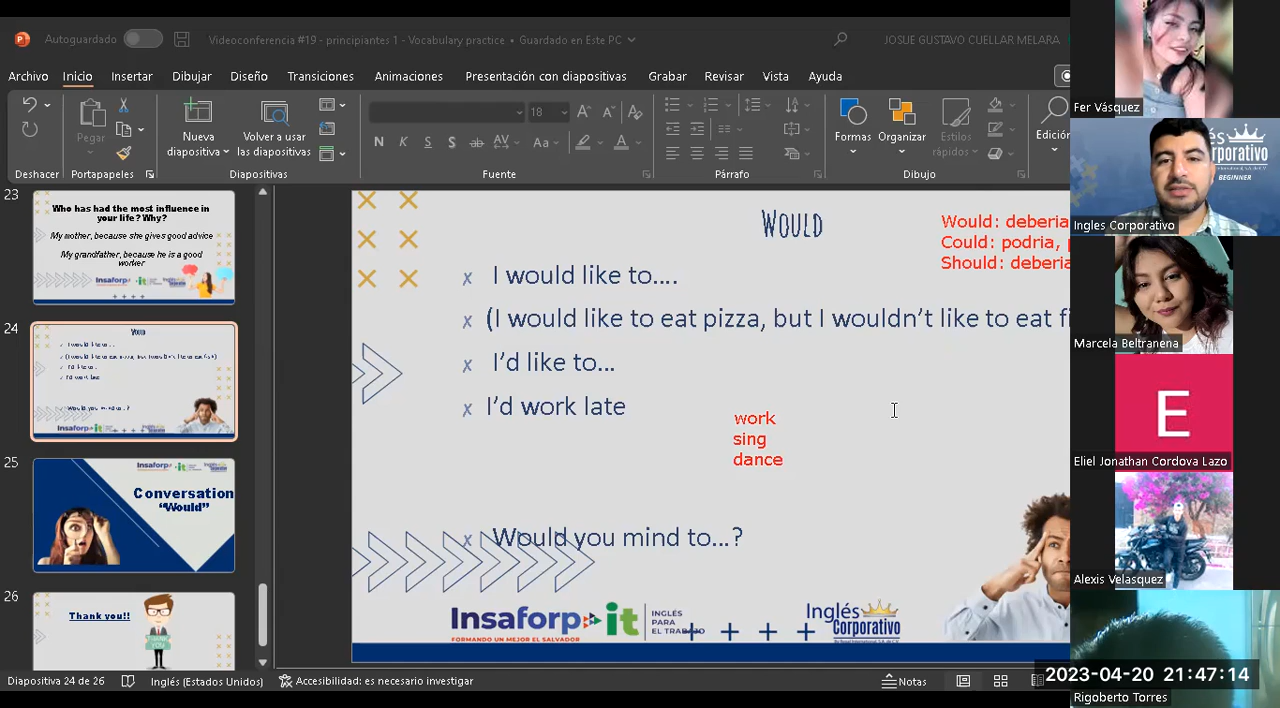 Autoguardado
Videoconferencia #19 - principiantes 1 - Vocabulary practice • Guardado en Este PC
JOSUE GUSTAVO CUELLAR MELARA
Archivo Inicio Insertar Dibujar Diseño Transiciones Animaciones Presentación con diapositivas Grabar Revisar Vista Ayuda
Pegar
Nueva diapositiva
Volver a usar las diapositivas
18
N K S S ab AV Aa A
Formas Organizar Estilos rápidos Edición
Deshacer Portapapeles Diapositivas Fuente Párrafo Dibujo
23
Who has had the most influence in
your life? Why?
My mother, because she gives good advice
My grandfather, because he is a good
worker
24
25
Conversation
“Would”
26
Thank you!!
WOULD
Would: deberia
Could: podria,
Should: deberia
I would like to....
(I would like to eat pizza, but I wouldn’t like to eat fi
I’d like to...
I’d work late
work
sing
dance
Would you mind to...?
Insaforp it INGLÉS PARA EL TRABAJO
FORMANDO UN MEJOR EL SALVADOR
Inglés Corporativo
Fer Vásquez
és
orporativo
BEGINNER
Ingles Corporativo
Marcela Beltranena
E
Eliel Jonathan Cordova Lazo
Alexis Velasquez
2023-04-20 21:47:14
Rigoberto Torres
Diapositiva 24 de 26 Inglés (Estados Unidos) Accesibilidad: es necesario investigar Notas